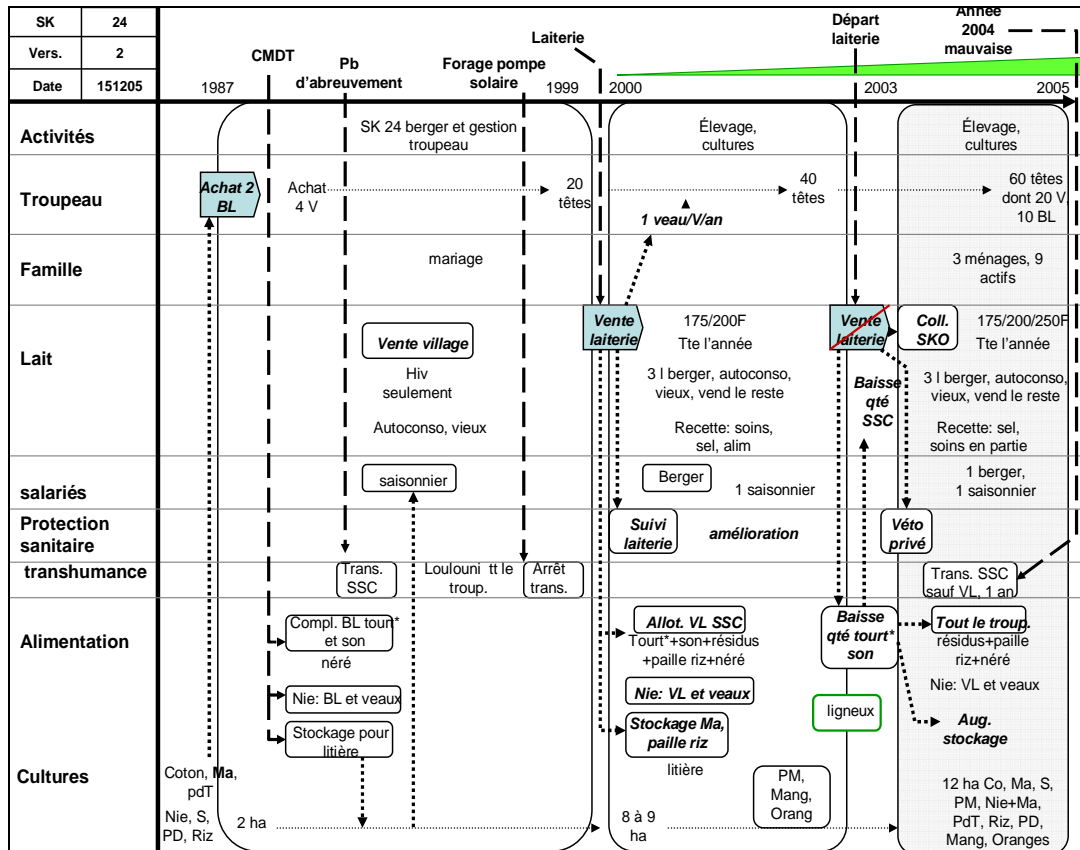 SK 24
Vers. 2
Date 151205
CMDT
Pb
d'abreuvement
Forage pompe
solaire
Laiterie
Départ
laiterie
Année
2004
mauvaise
1987
1999
2000
2003
2005
Activités
SK 24 berger et gestion
troupeau
Élevage,
cultures
Élevage,
cultures
Troupeau
Achat 2
BL
Achat
4 V
20
têtes
1 veau/V/an
40
têtes
60 têtes
dont 20 V,
10 BL
Famille
mariage
3 ménages, 9
actifs
Lait
Vente village
Hiv
seulement
Autoconso, vieux
Vente
laiterie
175/200F
Tte l'année
3 l berger, autoconso,
vieux, vend le reste
Recette: soins,
sel, alim
Vente
laiterie
Baisse
qté
SSC
Coll.
SKO
175/200/250F
Tte l'année
3 l berger, autoconso,
vieux, vend le reste
Recette: sel,
soins en partie
salariés
saisonnier
Berger
1 saisonnier
1 berger,
1 saisonnier
Protection
sanitaire
Suivi
laiterie
amélioration
Véto
privé
transhumance
Trans.
SSC
Loulouni tt le
troup.
Arrêt
trans.
Trans. SSC
sauf VL, 1 an
Alimentation
Compl. BL tourt*
et son
néré
Nie: BL et veaux
Stockage pour
litière
Allot. VL SSC
Tourt*+son+résidus
+paille riz+néré
Nie: VL et veaux
Stockage Ma,
paille riz
litière
Baisse
qté tourt*
son
ligneux
Tout le troup.
résidus+paille
riz+néré
Nie: VL et veaux
Aug.
stockage
Cultures
Coton, Ma,
pdT
Nie, S,
PD, Riz
2 ha
8 à 9
ha
PM,
Mang,
Orang
12 ha Co, Ma, S,
PM, Nie+Ma,
PdT, Riz, PD,
Mang, Oranges